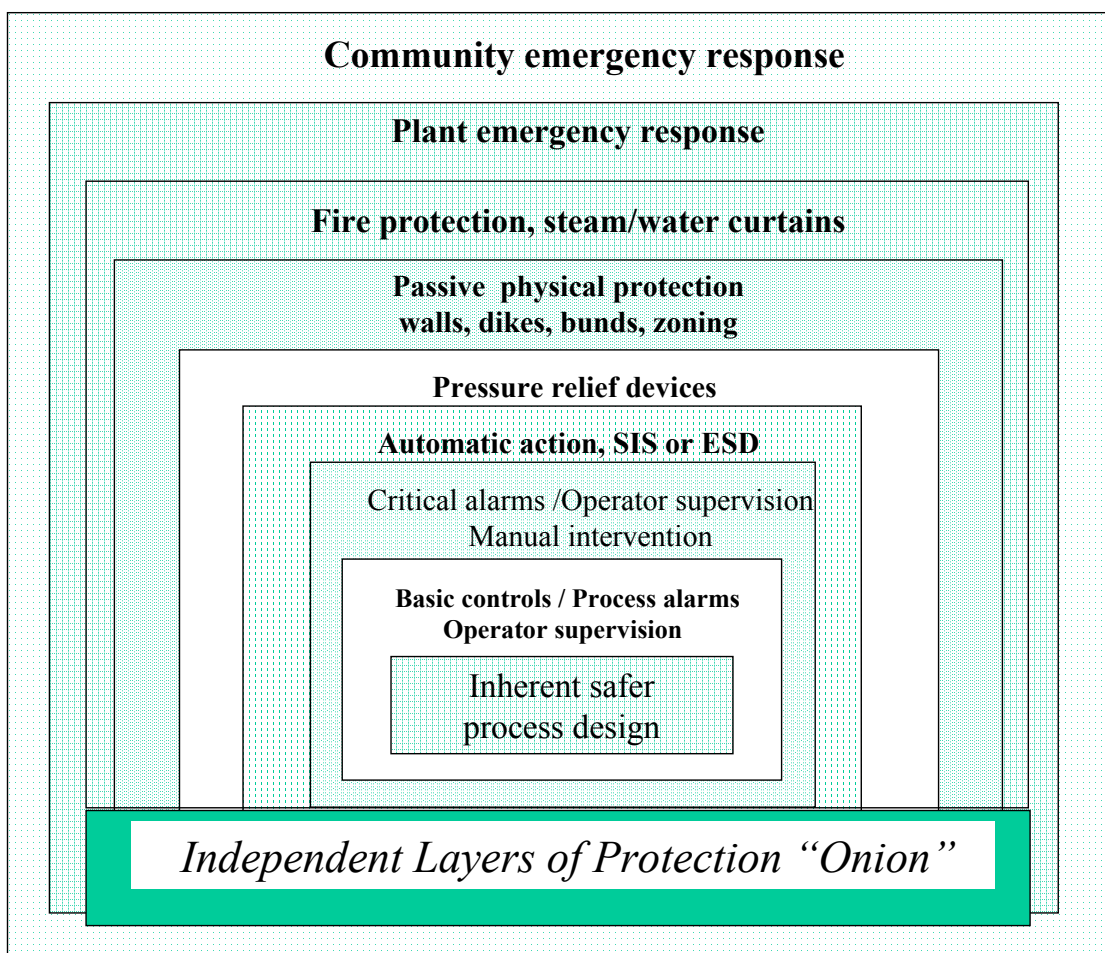 Community emergency response
Plant emergency response
Fire protection, steam/water curtains
Passive physical protection
walls, dikes, bunds, zoning
Pressure relief devices
Automatic action, SIS or ESD
Critical alarms /Operator supervision
Manual intervention
Basic controls / Process alarms
Operator supervision
Inherent safer
process design
Independent Layers of Protection “Onion”